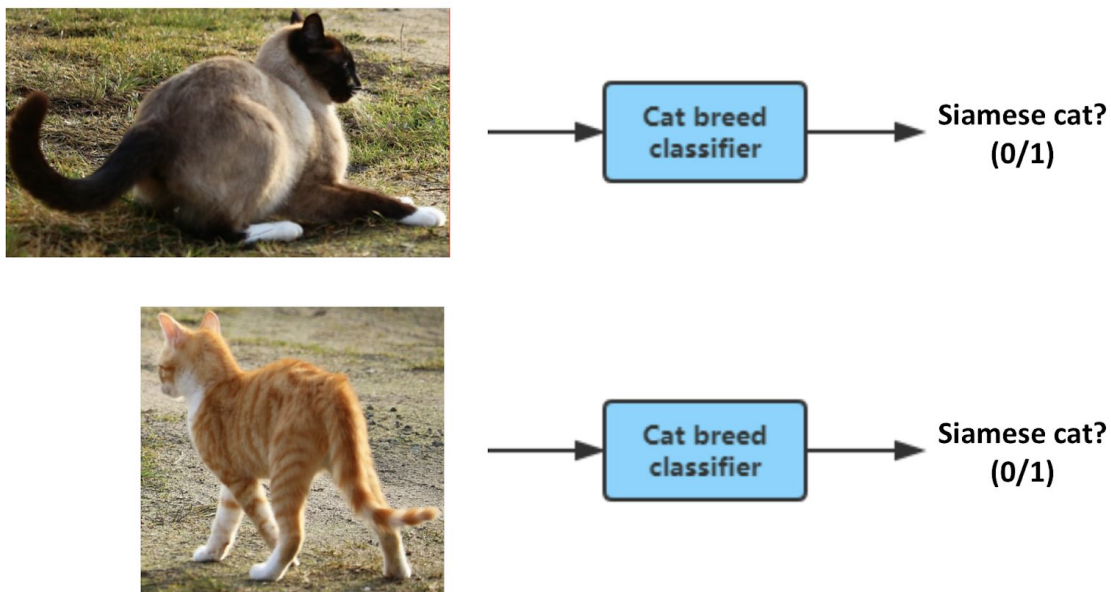 Cat breed
classifier
Siamese cat?
(0/1)
Cat breed
classifier
Siamese cat?
(0/1)